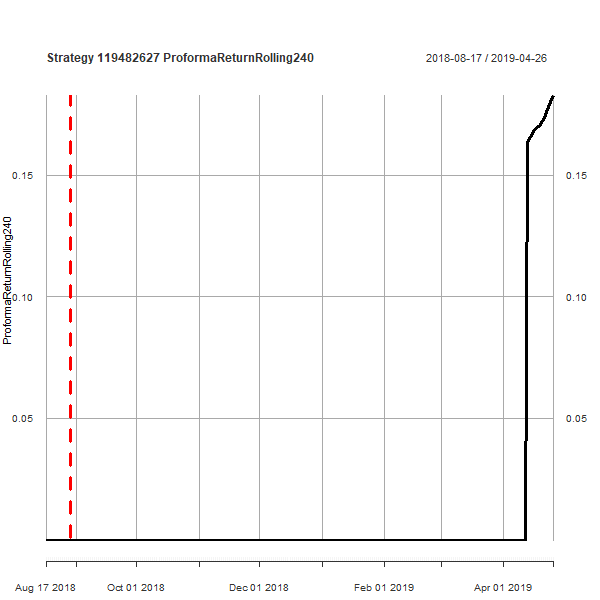 Strategy 119482627 ProformaReturnRolling240
2018-08-17 / 2019-04-26
ProformaReturnRolling240
0.15
0.10
0.05
0.15
0.10
0.05
Aug 17 2018
Oct 01 2018
Dec 01 2018
Feb 01 2019
Apr 01 2019